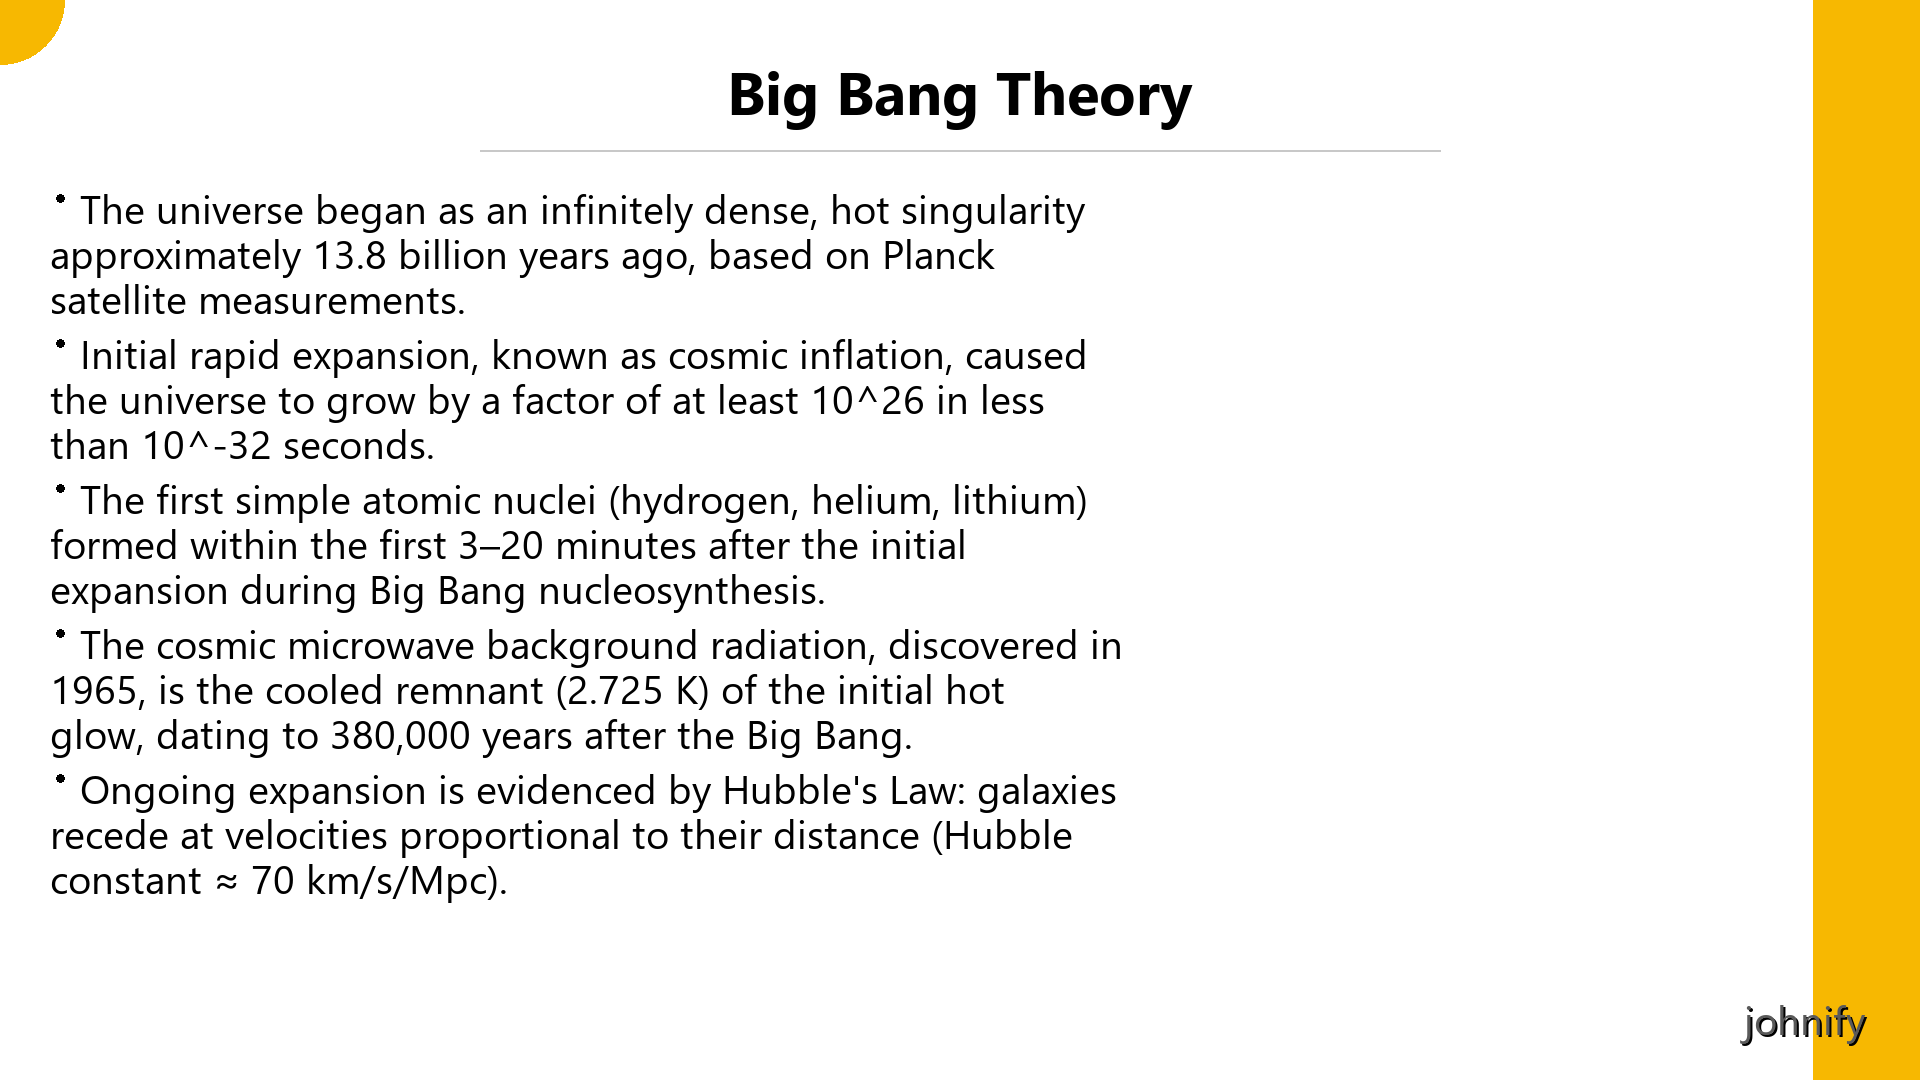 Big Bang Theory
• The universe began as an infinitely dense, hot singularity
approximately 13.8 billion years ago, based on Planck
satellite measurements.
• Initial rapid expansion, known as cosmic inflation, caused
the universe to grow by a factor of at least 10^26 in less
than 10^-32 seconds.
• The first simple atomic nuclei (hydrogen, helium, lithium)
formed within the first 3–20 minutes after the initial
expansion during Big Bang nucleosynthesis.
• The cosmic microwave background radiation, discovered in
1965, is the cooled remnant (2.725 K) of the initial hot
glow, dating to 380,000 years after the Big Bang.
• Ongoing expansion is evidenced by Hubble's Law: galaxies
recede at velocities proportional to their distance (Hubble
constant ≈ 70 km/s/Mpc).
johnify